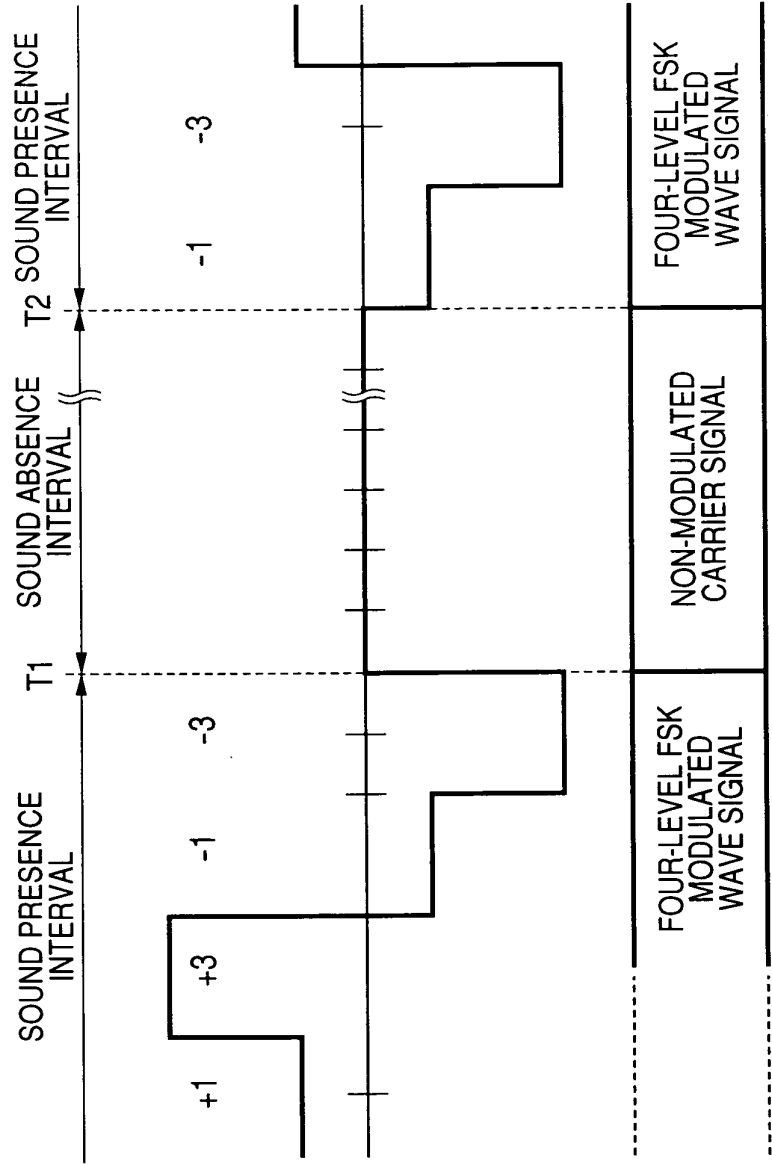 SOUND PRESENCE
INTERVAL
T1
SOUND ABSENCE
INTERVAL
T2
SOUND PRESENCE
INTERVAL
+1
+3
-1
-3
-1
-3
FOUR-LEVEL FSK
MODULATED
WAVE SIGNAL
NON-MODULATED
CARRIER SIGNAL
FOUR-LEVEL FSK
MODULATED
WAVE SIGNAL